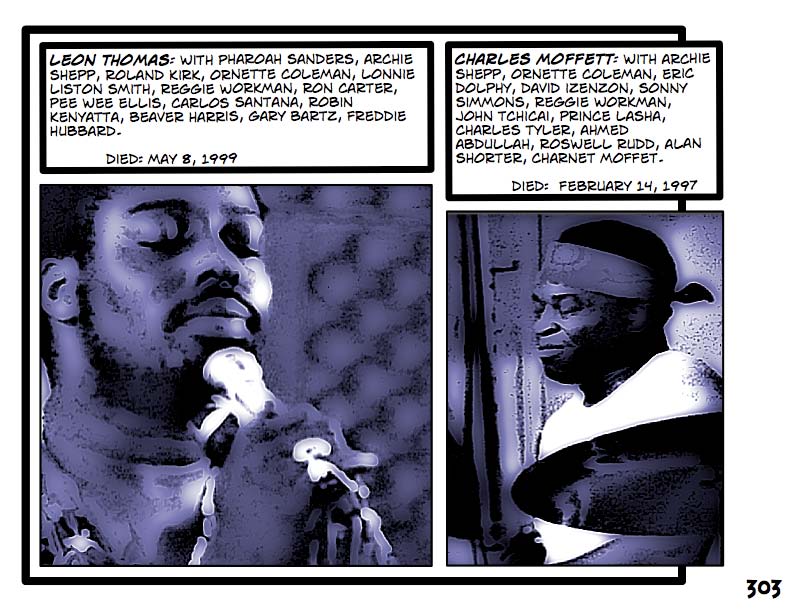 LEON THOMAS: WITH PHAROAH SANDERS, ARCHIE
SHEPP, ROLAND KIRK, ORNETTE COLEMAN, LONNIE
LISTON SMITH, REGGIE WORKMAN, RON CARTER,
PEE WEE ELLIS, CARLOS SANTANA, ROBIN
KENYATTA, BEAVER HARRIS, GARY BARTZ, FREDDIE
HUBBARD.
DIED: MAY 8, 1999
CHARLES MOFFETT: WITH ARCHIE
SHEPP, ORNETTE COLEMAN, ERIC
DOLPHY, DAVID IZENZON, SONNY
SIMMONS, REGGIE WORKMAN,
JOHN TCHICAI, PRINCE LASHA,
CHARLES TYLER, AHMED
ABDULLAH, ROSWELL RUDD, ALAN
SHORTER, CHARNET MOFFET.
DIED: FEBRUARY 14, 1997
303